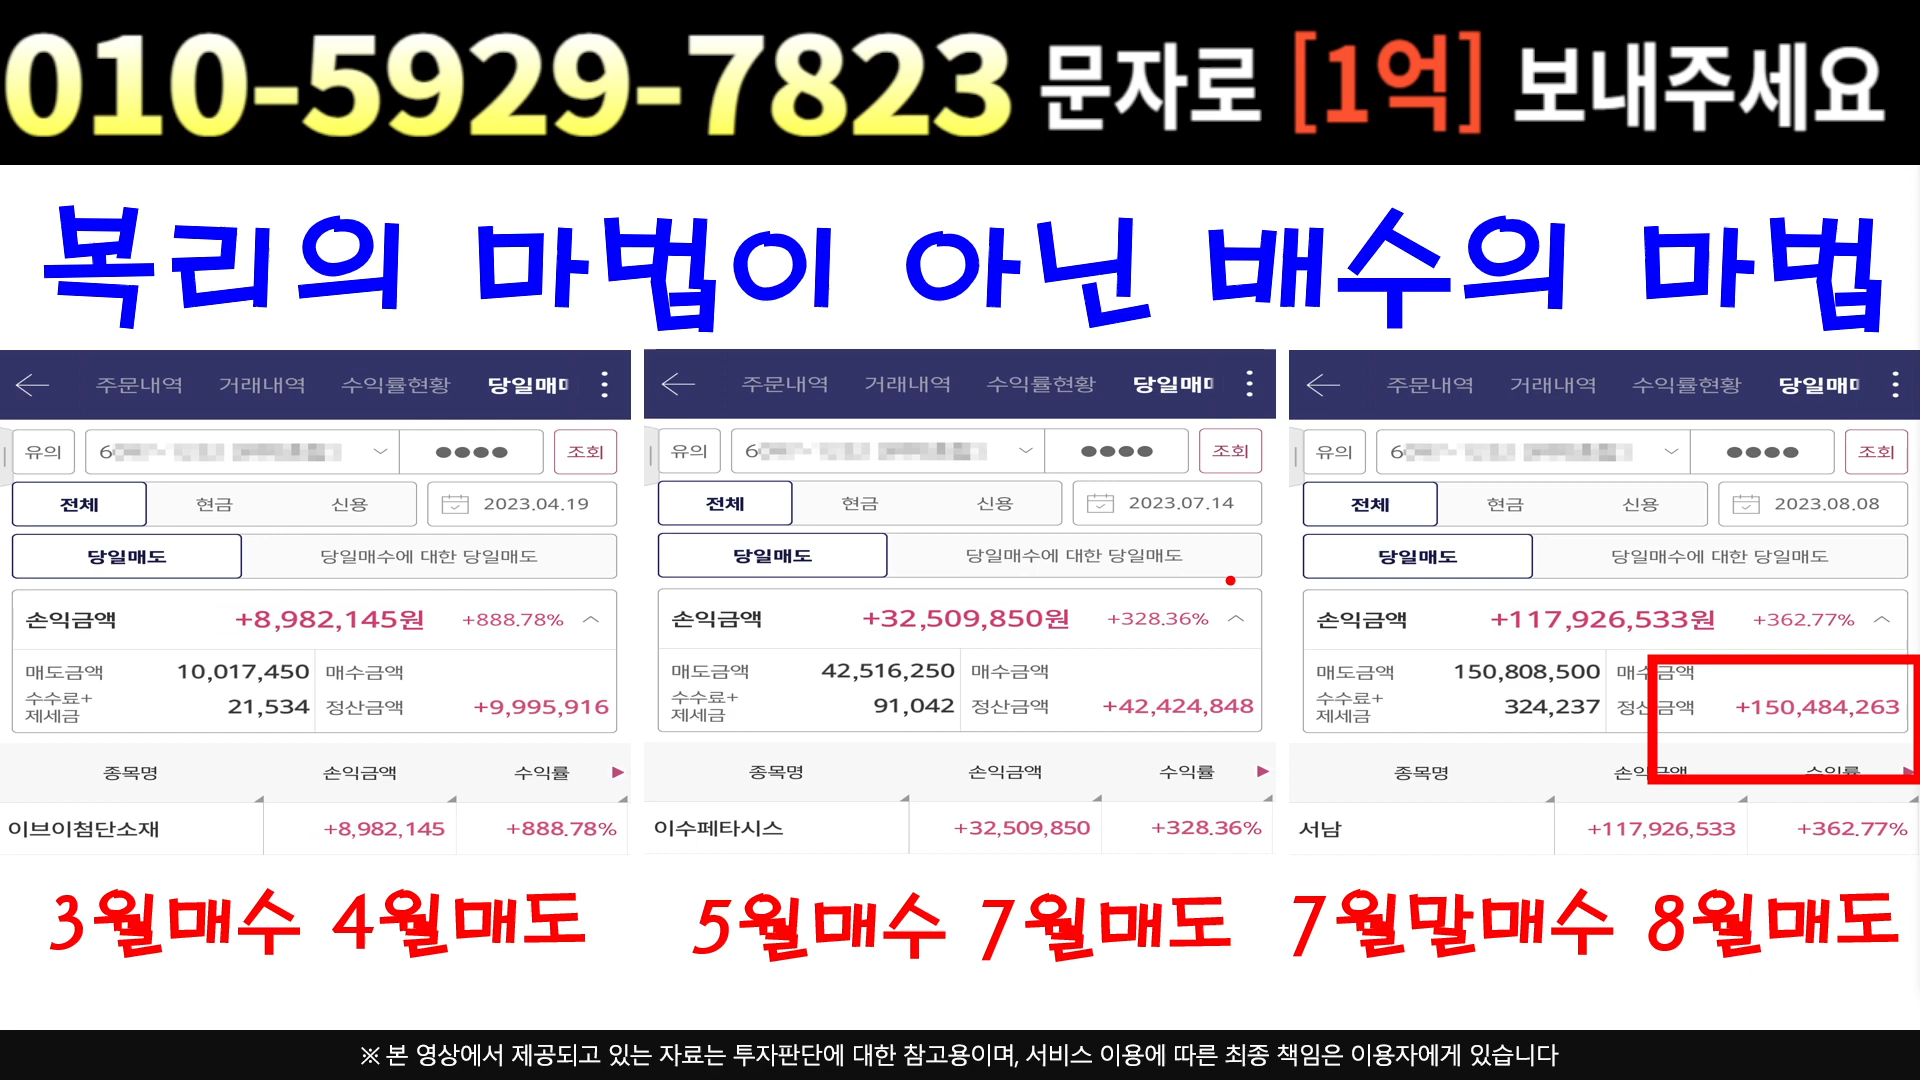 010-5929-7823 문자로 [1억] 보내주세요
복리의 마법이 아닌 배수의 마법
주문내역 거래내역 수익률현황 당일매
유의 6 ●●●● 조회
전체 현금 신용 2023.04.19
당일매도 당일매수에 대한 당일매도
손익금액 +8,982,145원 +888.78%
매도금액 10,017,450 매수금액
수수료+
제세금 21,534 정산금액 +9,995,916
종목명 손익금액 수익률
이브이첨단소재 +8,982,145 +888.78%
3월매수 4월매도
주문내역 거래내역 수익률현황 당일매
유의 6 ●●●● 조회
전체 현금 신용 2023.07.14
당일매도 당일매수에 대한 당일매도
손익금액 +32,509,850원 +328.36%
매도금액 42,516,250 매수금액
수수료+
제세금 91,042 정산금액 +42,424,848
종목명 손익금액 수익률
이수페타시스 +32,509,850 +328.36%
5월매수 7월매도
주문내역 거래내역 수익률현황 당일매
유의 6 ●●●● 조회
전체 현금 신용 2023.08.08
당일매도 당일매수에 대한 당일매도
손익금액 +117,926,533원 +362.77%
매도금액 150,808,500 매수금액
수수료+
제세금 324,237 정산금액 +150,484,263
종목명 손익금액 수익률
서남 +117,926,533 +362.77%
7월말매수 8월매도
※ 본 영상에서 제공되고 있는 자료는 투자판단에 대한 참고용이며, 서비스 이용에 따른 최종 책임은 이용자에게 있습니다